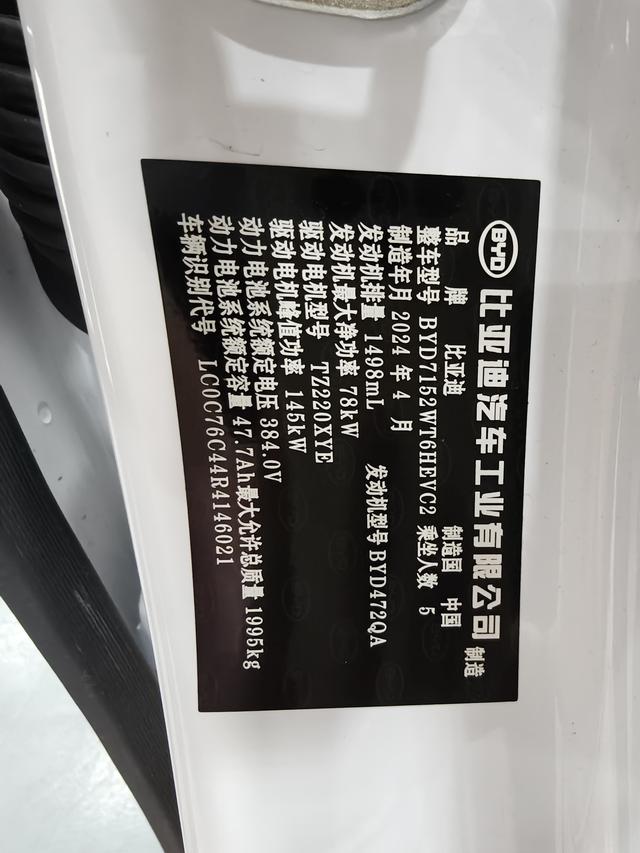 BYD 比亚迪汽车工业有限公司 制造
品牌 比亚迪 制造国 中国
整车型号 BYD7152WT6HEVC2 乘坐人数 5
制造年月 2024 年 4 月
发动机排量 1498mL 发动机型号 BYD472QA
发动机最大净功率 78kW
驱动电机型号 TZ220XYE
驱动电机峰值功率 145kW
动力电池系统额定电压 384.0V
动力电池系统额定容量 47.7Ah 最大允许总质量 1995kg
车辆识别代号 LC0C76C44R4146021